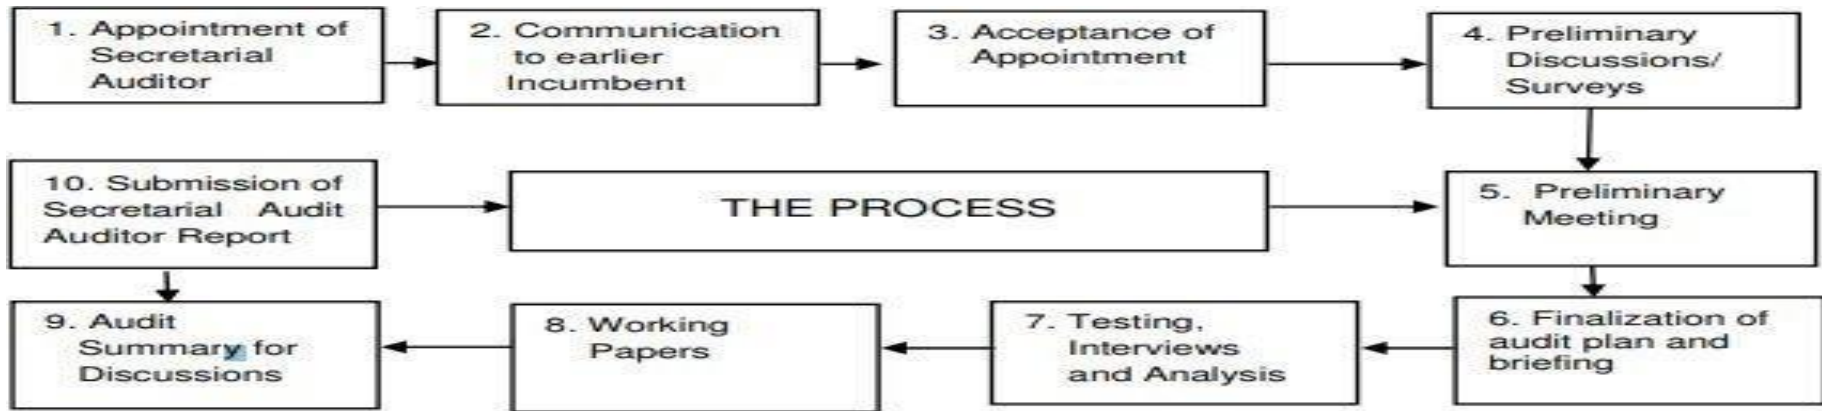 1. Appointment of
Secretarial
Auditor
2. Communication
to earlier
Incumbent
3. Acceptance of
Appointment
4. Preliminary
Discussions/
Surveys
10. Submission of
Secretarial Audit
Auditor Report
THE PROCESS
5. Preliminary
Meeting
9. Audit
Summary for
Discussions
8. Working
Papers
7. Testing,
Interviews
and Analysis
6. Finalization of
audit plan and
briefing